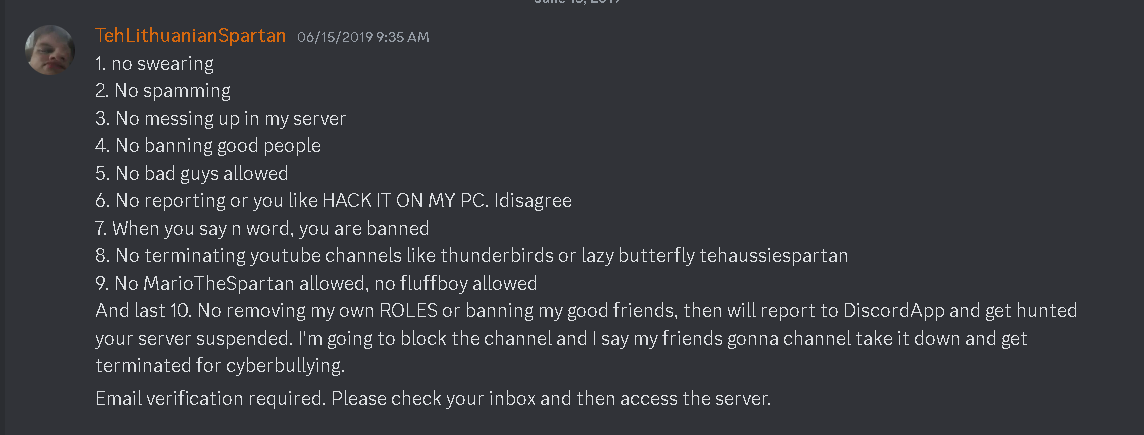 June 15, 2019
TehLithuanianSpartan 06/15/2019 9:35 AM
1. no swearing
2. No spamming
3. No messing up in my server
4. No banning good people
5. No bad guys allowed
6. No reporting or you like HACK IT ON MY PC. Idisagree
7. When you say n word, you are banned
8. No terminating youtube channels like thunderbirds or lazy butterfly tehaussiespartan
9. No MarioTheSpartan allowed, no fluffboy allowed
And last 10. No removing my own ROLES or banning my good friends, then will report to DiscordApp and get hunted
your server suspended. I'm going to block the channel and I say my friends gonna channel take it down and get
terminated for cyberbullying.
Email verification required. Please check your inbox and then access the server.